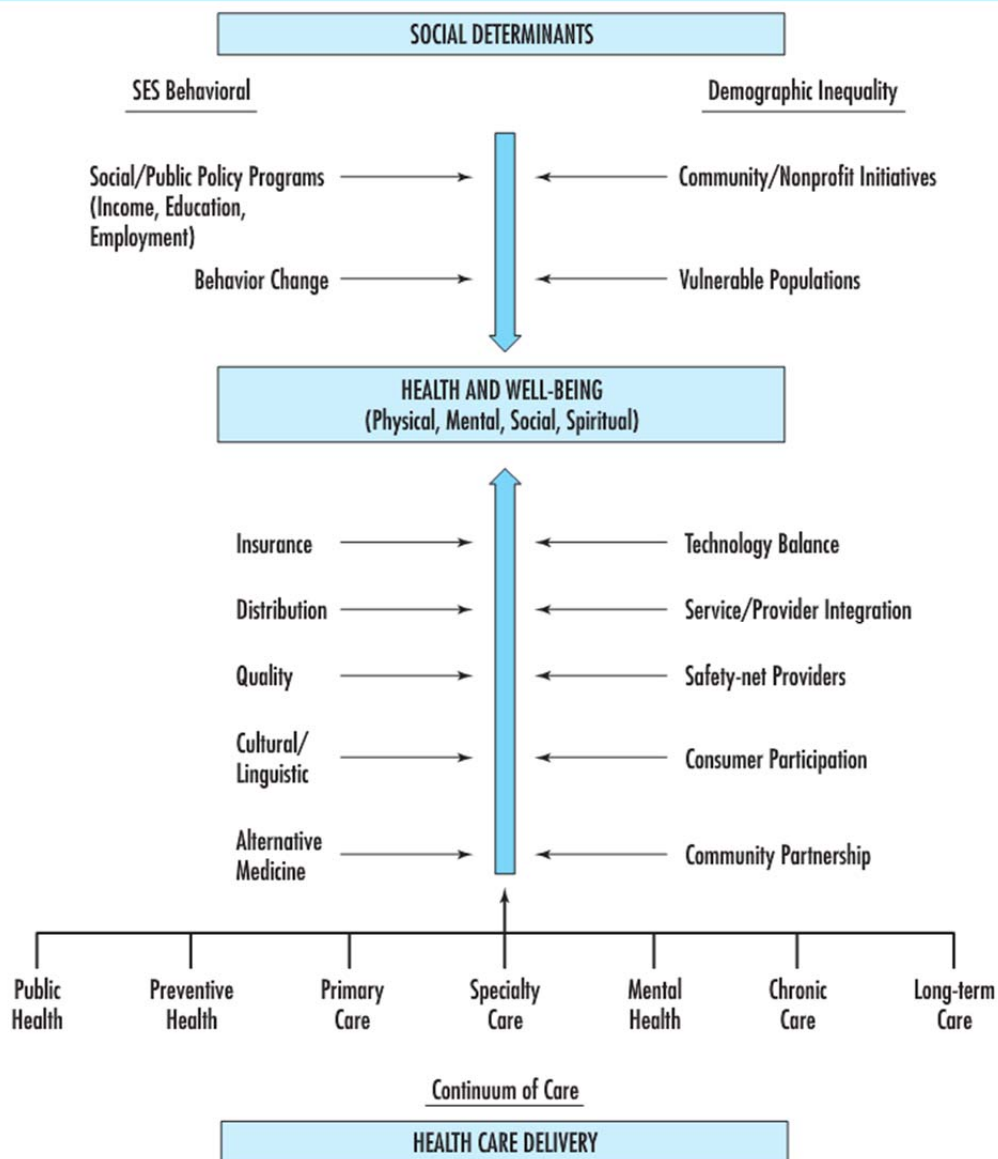 SOCIAL DETERMINANTS
SES Behavioral
Demographic Inequality
Social/Public Policy Programs
(Income, Education,
Employment)
Community/Nonprofit Initiatives
Behavior Change
Vulnerable Populations
HEALTH AND WELL-BEING
(Physical, Mental, Social, Spiritual)
Insurance
Technology Balance
Distribution
Service/Provider Integration
Quality
Safety-net Providers
Cultural/
Linguistic
Consumer Participation
Alternative
Medicine
Community Partnership
Public
Health
Preventive
Health
Primary
Care
Specialty
Care
Mental
Health
Chronic
Care
Long-term
Care
Continuum of Care
HEALTH CARE DELIVERY